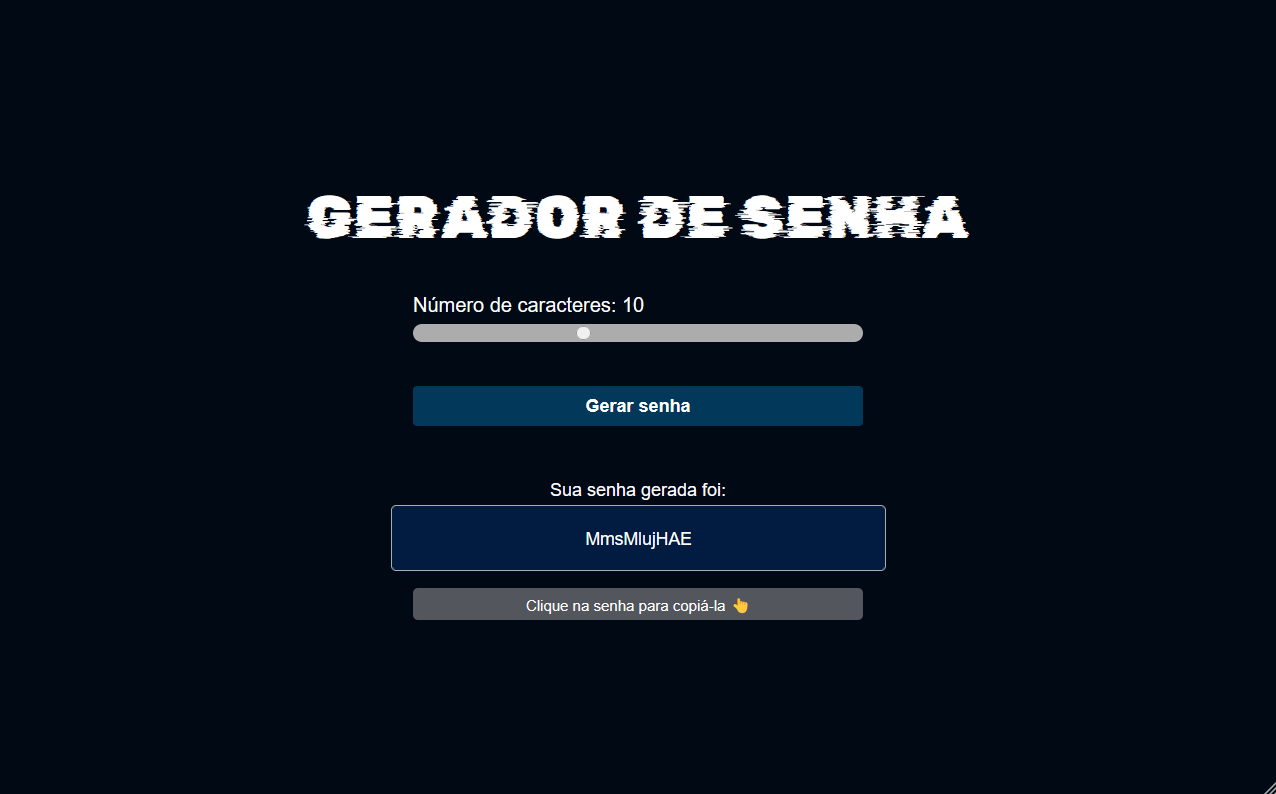 GERADOR DE SENHA
Número de caracteres: 10
Gerar senha
Sua senha gerada foi:
MmsMlujHAE
Clique na senha para copiá-la 👆